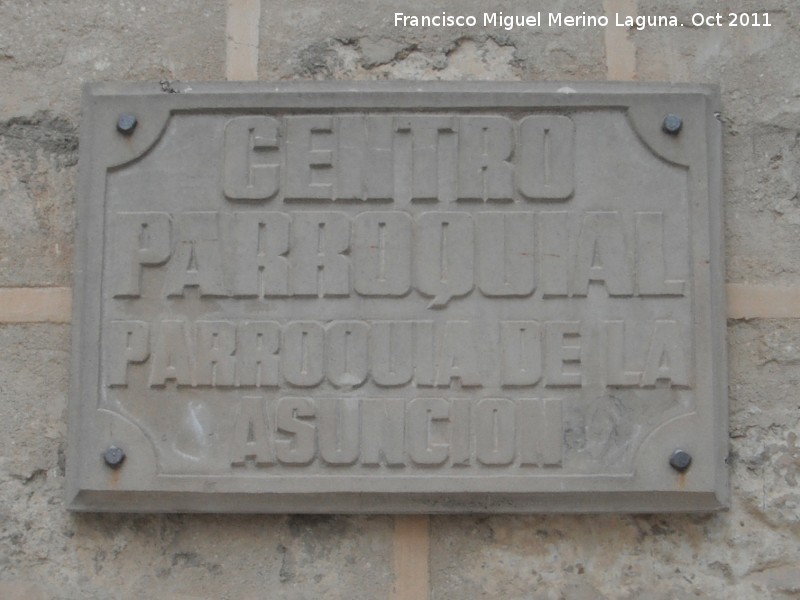 Francisco Miguel Merino Laguna. Oct 2011
CENTRO
PARROQUIAL
PARROQUIA DE LA
ASUNCION